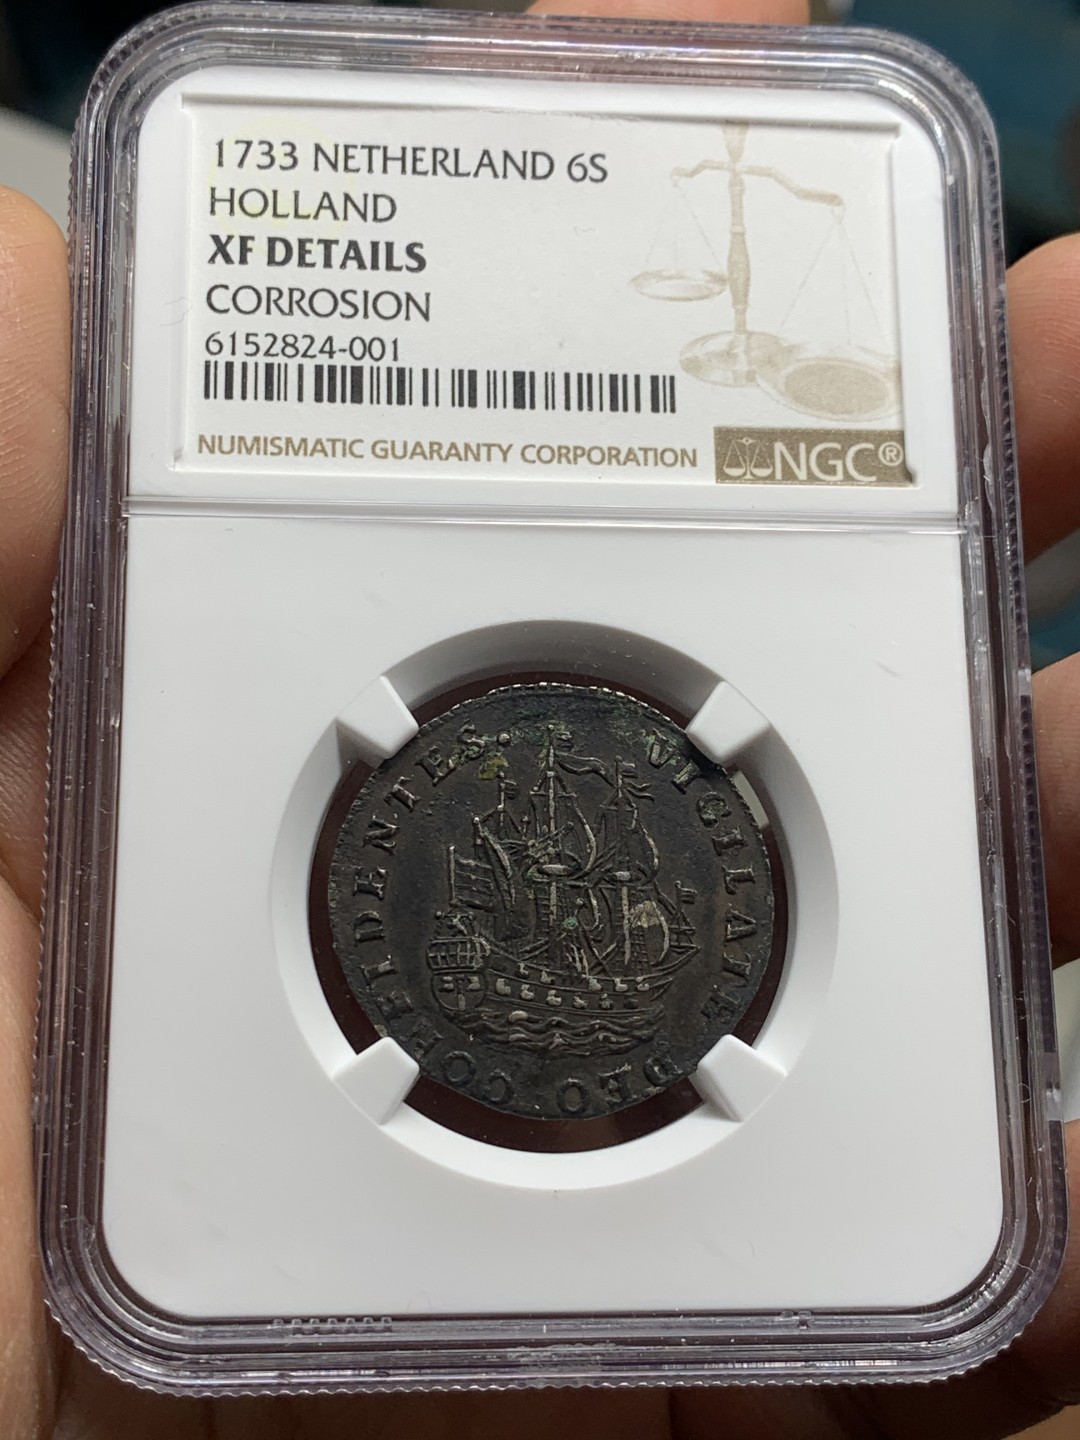 1733 NETHERLAND 6S
HOLLAND
XF DETAILS
CORROSION
6152824-001
NUMISMATIC GUARANTY CORPORATION NGC®
VIGILATE DEO CONFIDENTES.